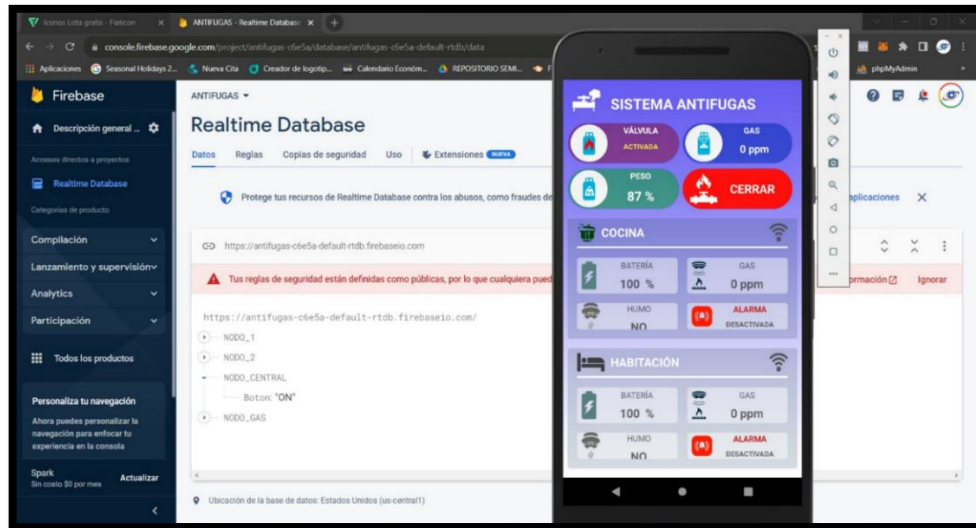 Iconos Lista gratis - Flaticon
ANTIFUGAS - Realtime Database
console.firebase.google.com/project/antifugas-c6e5a/database/antifugas-c6e5a-default-rtdb/data
Aplicaciones
Seasonal Holidays 2...
Nueva Cita
Creador de logotip...
Calendario Económ...
REPOSITORIO SEMI...
phpMyAdmin
»
Firebase
Descripción general ...
Accesos directos a proyectos
Realtime Database
Categorías de producto
Compilación
Lanzamiento y supervisión
Analytics
Participación
Todos los productos
Personaliza tu navegación
Ahora puedes personalizar la
navegación para enfocar tu
experiencia en la consola
Spark
Sin costo $0 por mes
Actualizar
ANTIFUGAS
Realtime Database
Datos Reglas Copias de seguridad Uso Extensiones NUEVA
Protege tus recursos de Realtime Database contra los abusos, como fraudes de
aplicaciones
https://antifugas-c6e5a-default-rtdb.firebaseio.com
Tus reglas de seguridad están definidas como públicas, por lo que cualquiera pued
ormación
Ignorar
https://antifugas-c6e5a-default-rtdb.firebaseio.com/
NODO_1
NODO_2
NODO_CENTRAL
Boton: "ON"
NODO_GAS
Ubicación de la base de datos: Estados Unidos (us-central1)
SISTEMA ANTIFUGAS
VÁLVULA
ACTIVADA
GAS
0 ppm
PESO
87 %
CERRAR
COCINA
BATERÍA
100 %
GAS
0 ppm
HUMO
NO
ALARMA
DESACTIVADA
HABITACIÓN
BATERÍA
100 %
GAS
0 ppm
HUMO
NO
ALARMA
DESACTIVADA